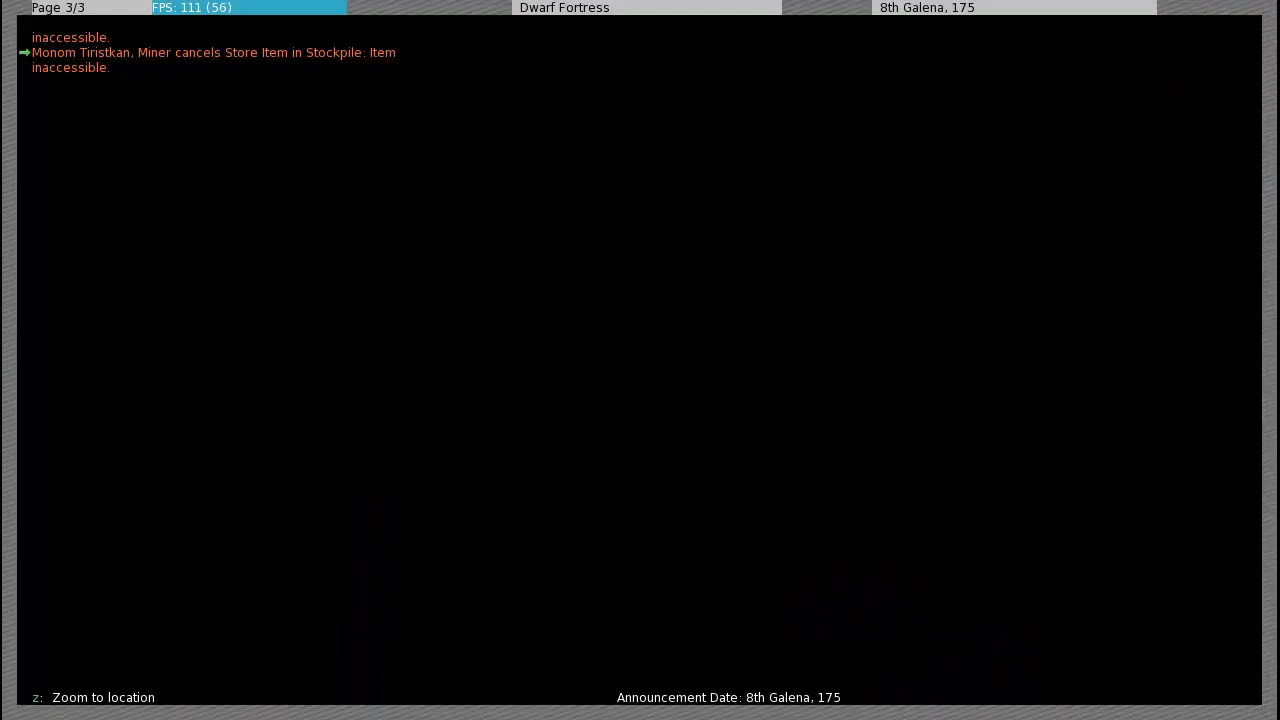 Page 3/3 FPS: 111 (56) Dwarf Fortress 8th Galena, 175
inaccessible.
Monom Tiristkan, Miner cancels Store Item in Stockpile: Item
inaccessible.
z: Zoom to location Announcement Date: 8th Galena, 175